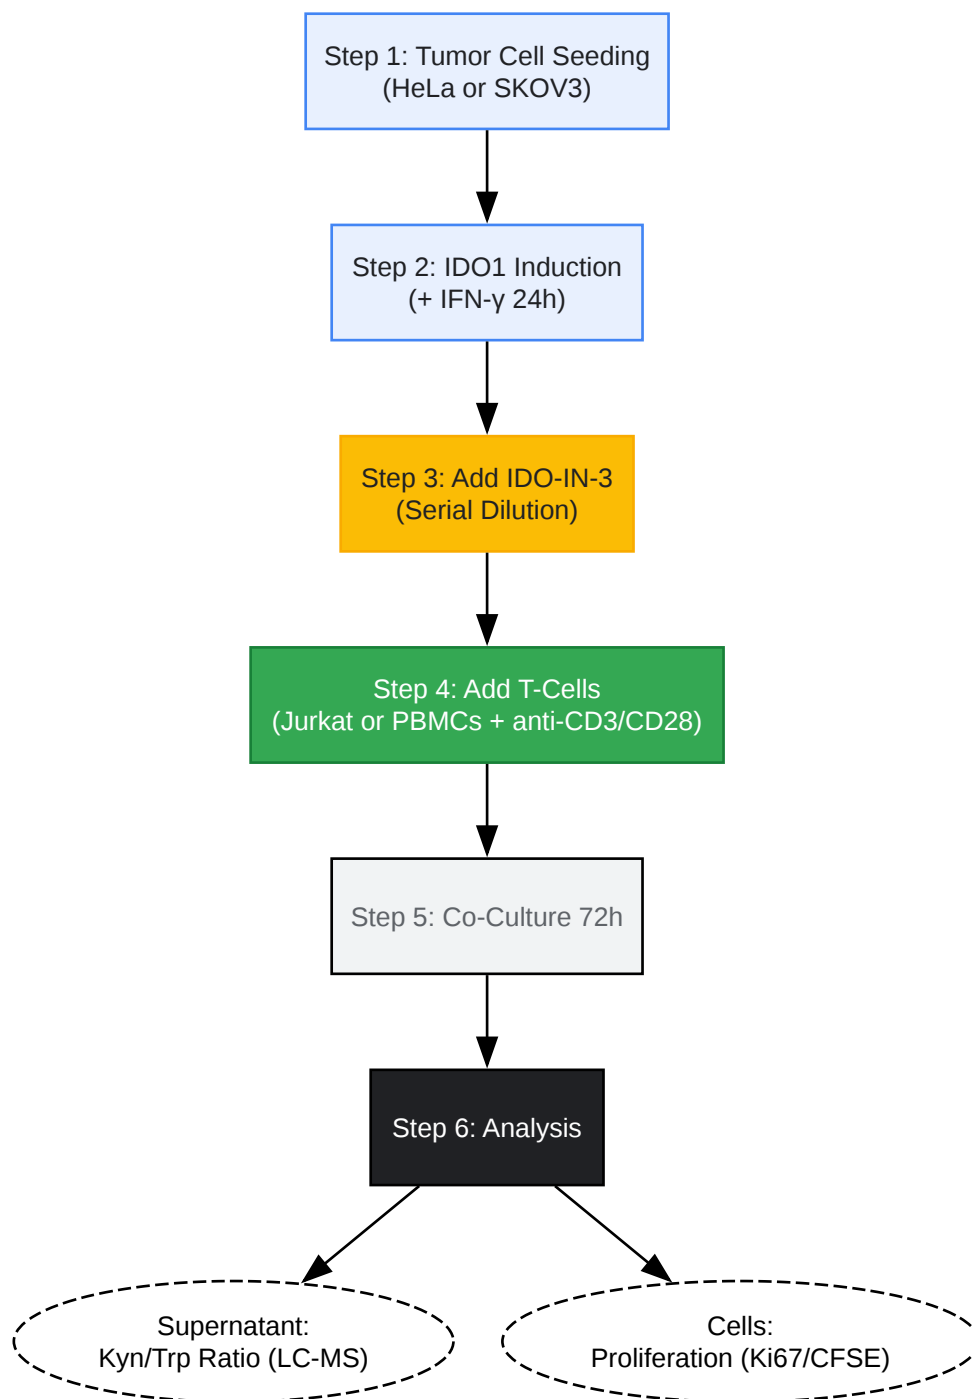 Step 1: Tumor Cell Seeding
(HeLa or SKOV3)
Step 2: IDO1 Induction
(+ IFN-γ 24h)
Step 3: Add IDO-IN-3
(Serial Dilution)
Step 4: Add T-Cells
(Jurkat or PBMCs + anti-CD3/CD28)
Step 5: Co-Culture 72h
Step 6: Analysis
Supernatant:
Kyn/Trp Ratio (LC-MS)
Cells:
Proliferation (Ki67/CFSE)